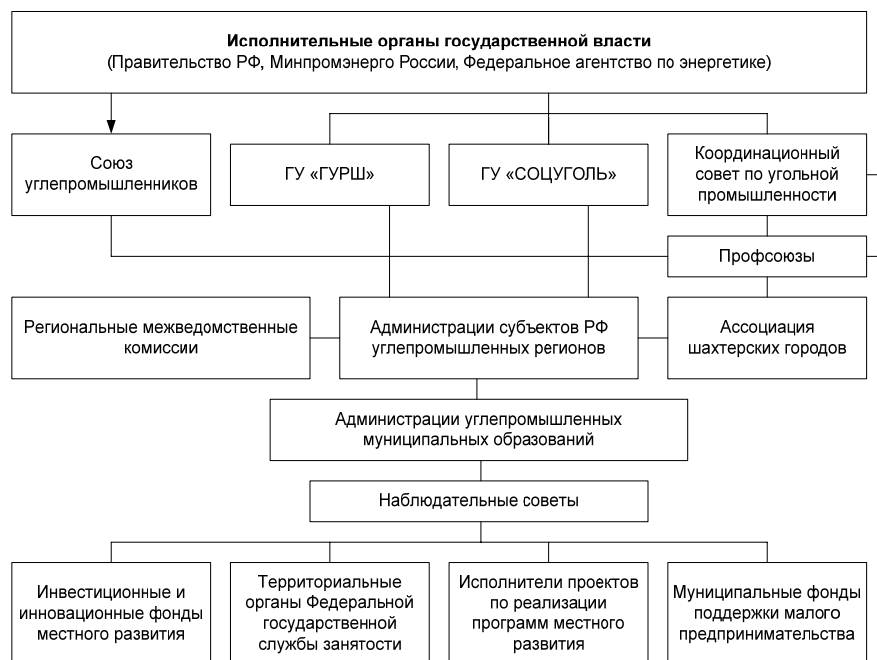 Исполнительные органы государственной власти
(Правительство РФ, Минпромэнерго России, Федеральное агентство по энергетике)
Союз
углепромышленников
ГУ «ГУРШ»
ГУ «СОЦУГОЛЬ»
Координационный
совет по угольной
промышленности
Профсоюзы
Региональные межведомственные
комиссии
Администрации субъектов РФ
углепромышленных регионов
Ассоциация
шахтерских городов
Администрации углепромышленных
муниципальных образований
Наблюдательные советы
Инвестиционные и
инновационные фонды
местного развития
Территориальные
органы Федеральной
государственной
службы занятости
Исполнители проектов
по реализации
программ местного
развития
Муниципальные фонды
поддержки малого
предпринимательства